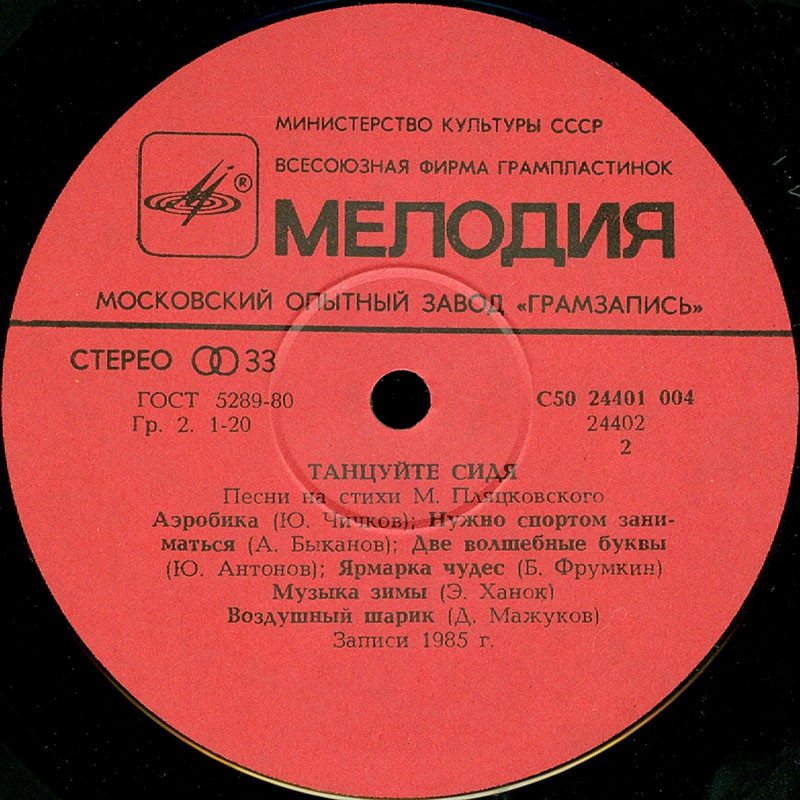 МИНИСТЕРСТВО КУЛЬТУРЫ СССР
ВСЕСОЮЗНАЯ ФИРМА ГРАМПЛАСТИНОК
®
МЕЛОДИЯ
МОСКОВСКИЙ ОПЫТНЫЙ ЗАВОД «ГРАМЗАПИСЬ»
СТЕРЕО 33
ГОСТ 5289-80
Гр. 2. 1-20
С50 24401 004
24402
2
ТАНЦУЙТЕ СИДЯ
Песни на стихи М. Пляцковского
Аэробика (Ю. Чичков); Нужно спортом зани-
маться (А. Быканов); Две волшебные буквы
(Ю. Антонов); Ярмарка чудес (Б. Фрумкин)
Музыка зимы (Э. Ханок)
Воздушный шарик (Д. Мажуков)
Записи 1985 г.